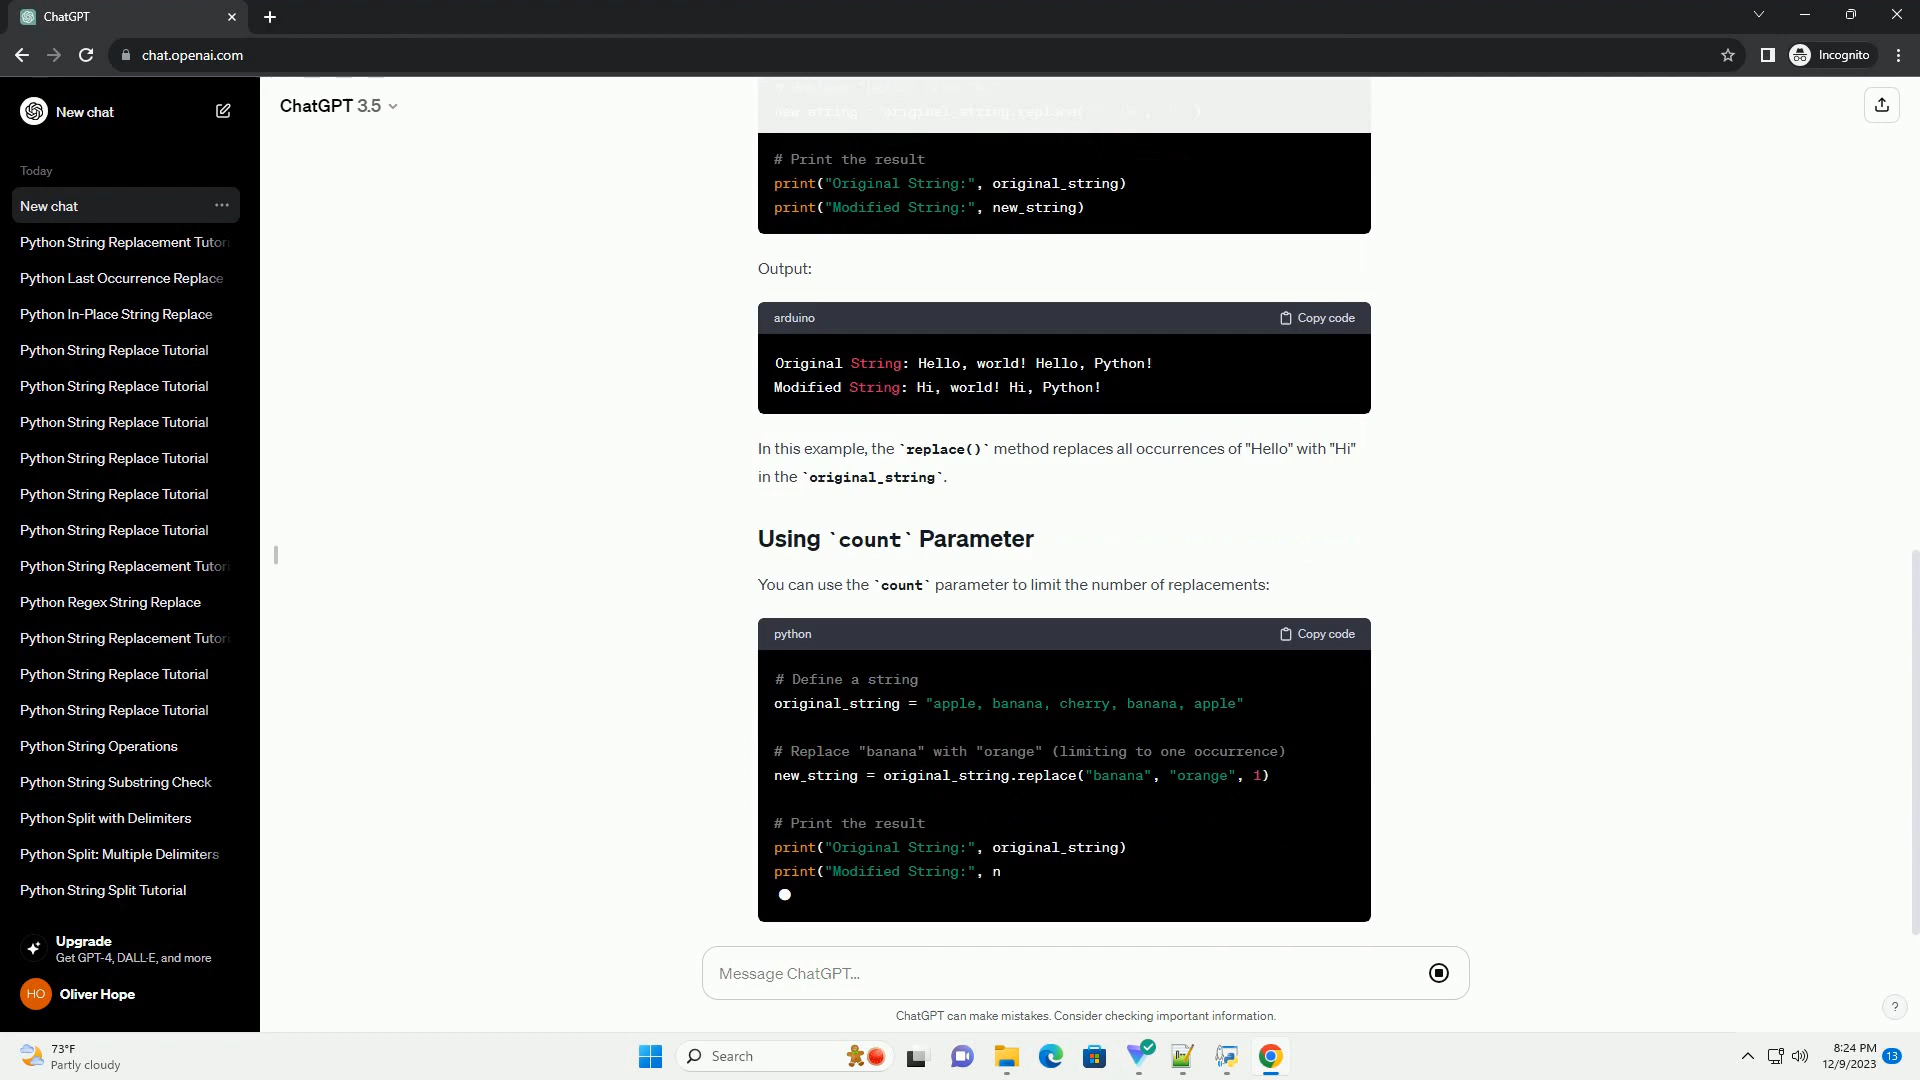 ChatGPT
chat.openai.com
Incognito
New chat
ChatGPT 3.5
Today
New chat
Python String Replacement Tutor
Python Last Occurrence Replace
Python In-Place String Replace
Python String Replace Tutorial
Python String Replace Tutorial
Python String Replace Tutorial
Python String Replace Tutorial
Python String Replace Tutorial
Python String Replace Tutorial
Python String Replacement Tutor
Python Regex String Replace
Python String Replacement Tutor
Python String Replace Tutorial
Python String Replace Tutorial
Python String Operations
Python String Substring Check
Python Split with Delimiters
Python Split: Multiple Delimiters
Python String Split Tutorial
Upgrade
Get GPT-4, DALL·E, and more
HO
Oliver Hope
new_string = original_string.replace(
# Print the result
print("Original String:", original_string)
print("Modified String:", new_string)
Output:
arduino
Copy code
Original String: Hello, world! Hello, Python!
Modified String: Hi, world! Hi, Python!
In this example, the `replace()` method replaces all occurrences of "Hello" with "Hi"
in the `original_string`.
Using `count` Parameter
You can use the `count` parameter to limit the number of replacements:
python
Copy code
# Define a string
original_string = "apple, banana, cherry, banana, apple"
# Replace "banana" with "orange" (limiting to one occurrence)
new_string = original_string.replace("banana", "orange", 1)
# Print the result
print("Original String:", original_string)
print("Modified String:", n
Message ChatGPT...
ChatGPT can make mistakes. Consider checking important information.
?
73°F
Partly cloudy
Search
8:24 PM
12/9/2023
13